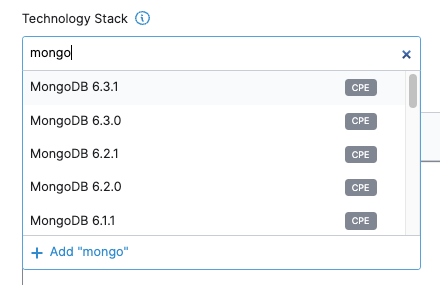 Technology Stack
mongo
MongoDB 6.3.1 CPE
MongoDB 6.3.0 CPE
MongoDB 6.2.1 CPE
MongoDB 6.2.0 CPE
MongoDB 6.1.1 CPE
+ Add "mongo"